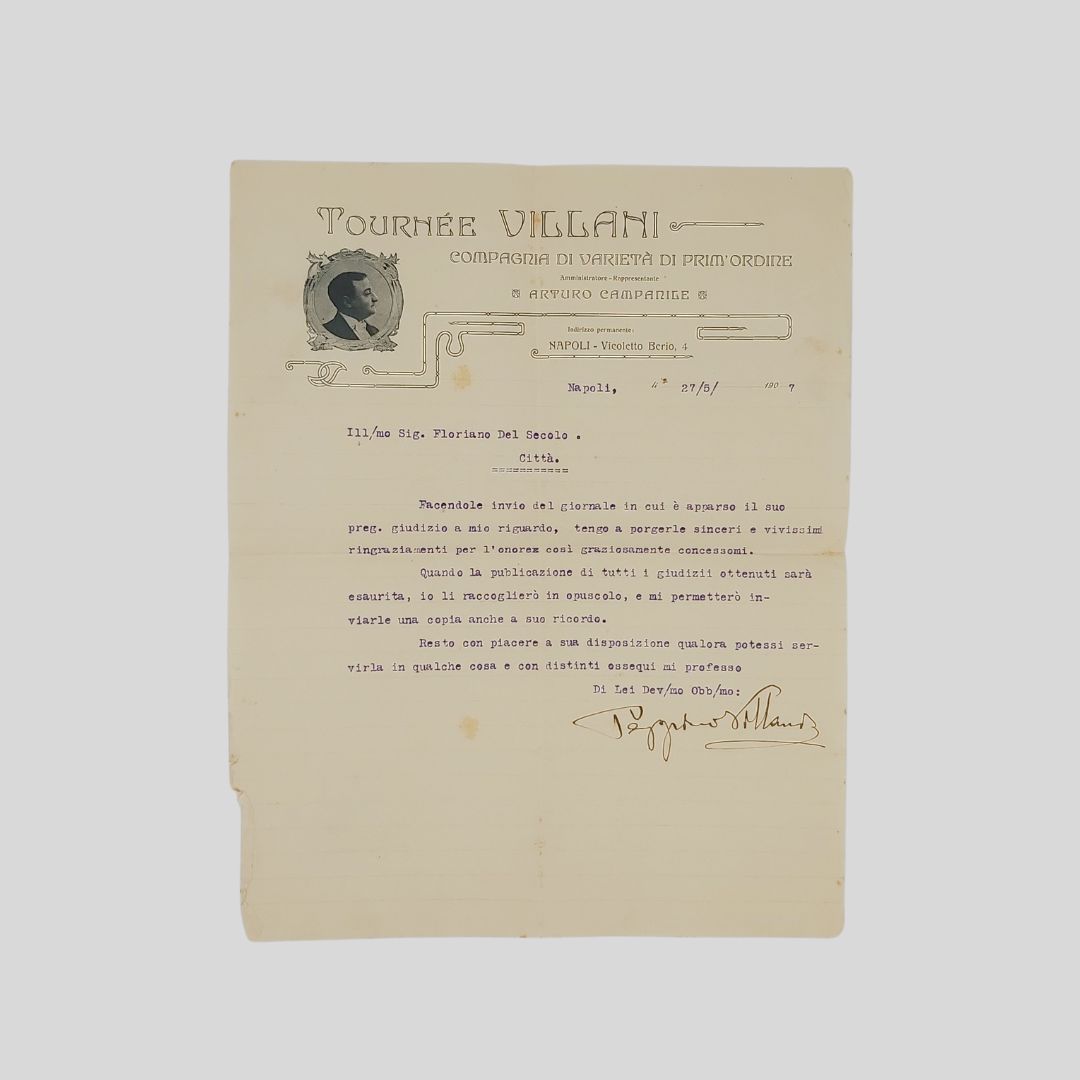 TOURNÉE VILLANI
COMPAGNIA DI VARIETÀ DI PRIM'ORDINE
Amministratore - Rappresentante
ARTURO CAMPANILE
Indirizzo permanente:
NAPOLI - Vicoletto Berio, 4
Napoli, 27/5/ 190 7
Ill/mo Sig. Floriano Del Secolo .
Città.
===========
Facendole invio del giornale in cui è apparso il suo
preg. giudizio a mio riguardo, tengo a porgerle sinceri e vivissimi
ringraziamenti per l'onorex così graziosamente concessomi.
Quando la publicazione di tutti i giudizii ottenuti sarà
esaurita, io li raccoglierò in opuscolo, e mi permetterò in-
viarle una copia anche a suo ricordo.
Resto con piacere a sua disposizione qualora potessi ser-
virla in qualche cosa e con distinti ossequi mi professo
Di Lei Dev/mo Obb/mo:
Peppino Villani